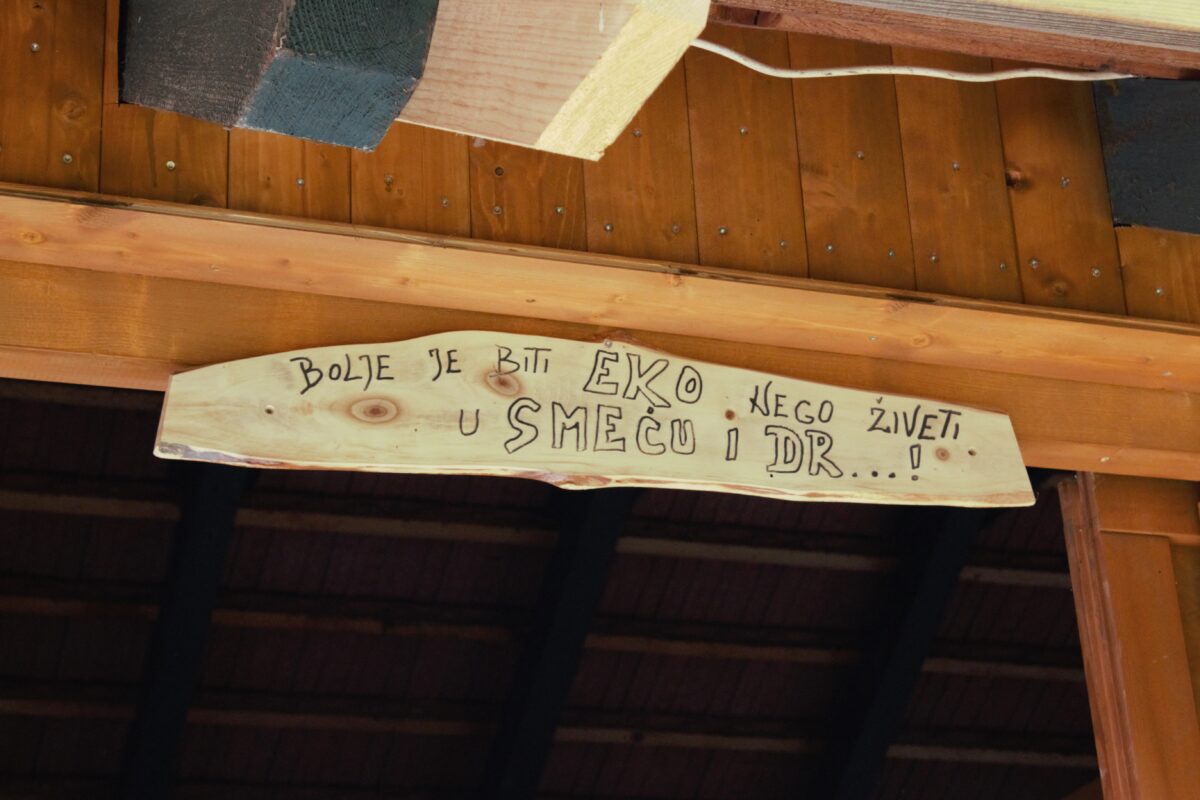 BOLJE JE BITI EKO NEGO ŽIVETI
U SMEĆU I DR...!